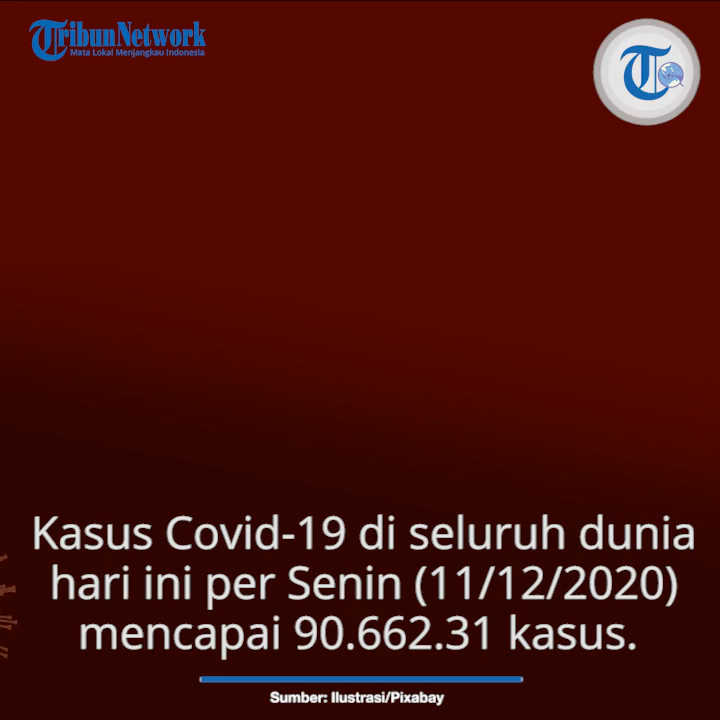 TribunNetwork
Mata Lokal Menjangkau Indonesia
T
Kasus Covid-19 di seluruh dunia
hari ini per Senin (11/12/2020)
mencapai 90.662.31 kasus.
Sumber: Ilustrasi/Pixabay